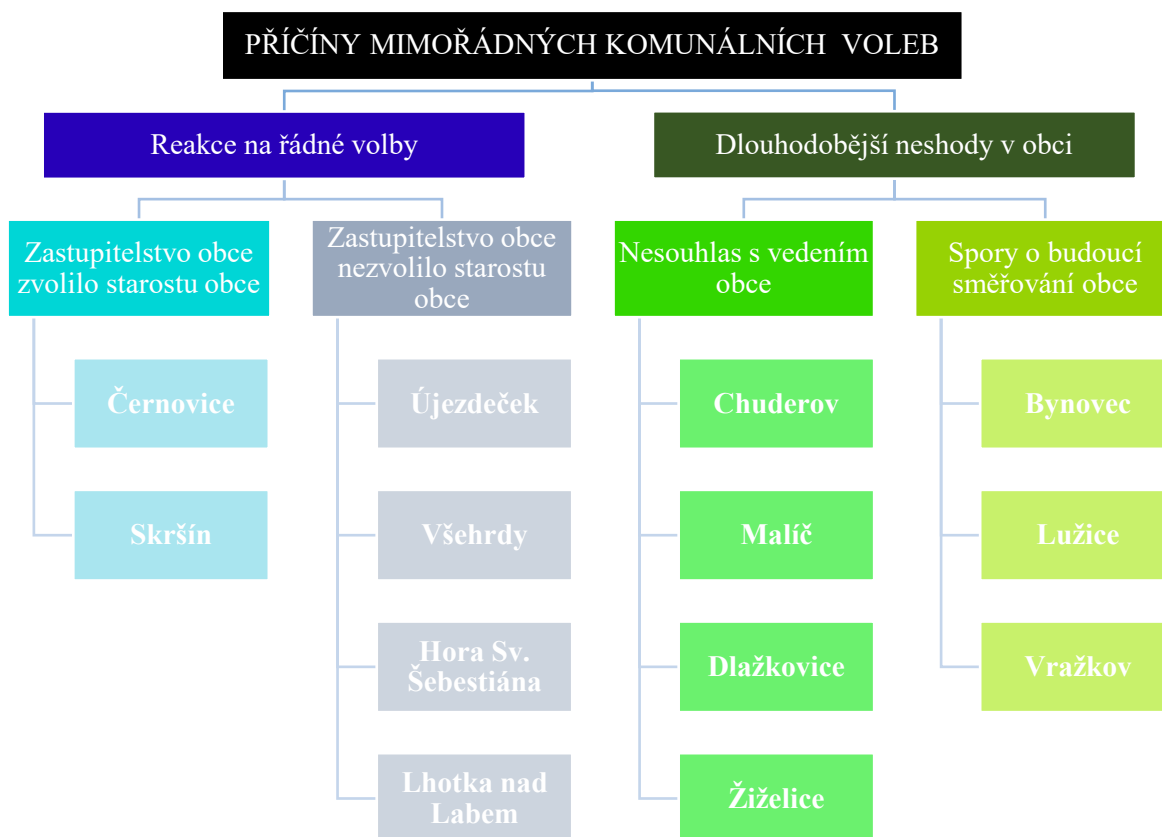 PŘÍČÍNY MIMOŘÁDNÝCH KOMUNÁLNÍCH VOLEB
Reakce na řádné volby
Dlouhodobější neshody v obci
Zastupitelstvo obce
zvolilo starostu obce
Zastupitelstvo obce
nezvolilo starostu
obce
Nesouhlas s vedením
obce
Spory o budoucí
směřování obce
Černovice
Skršín
Újezdeček
Všehrdy
Hora Sv.
Šebestiána
Lhotka nad
Labem
Chuderov
Malíč
Dlažkovice
Žiželice
Bynovec
Lužice
Vražkov